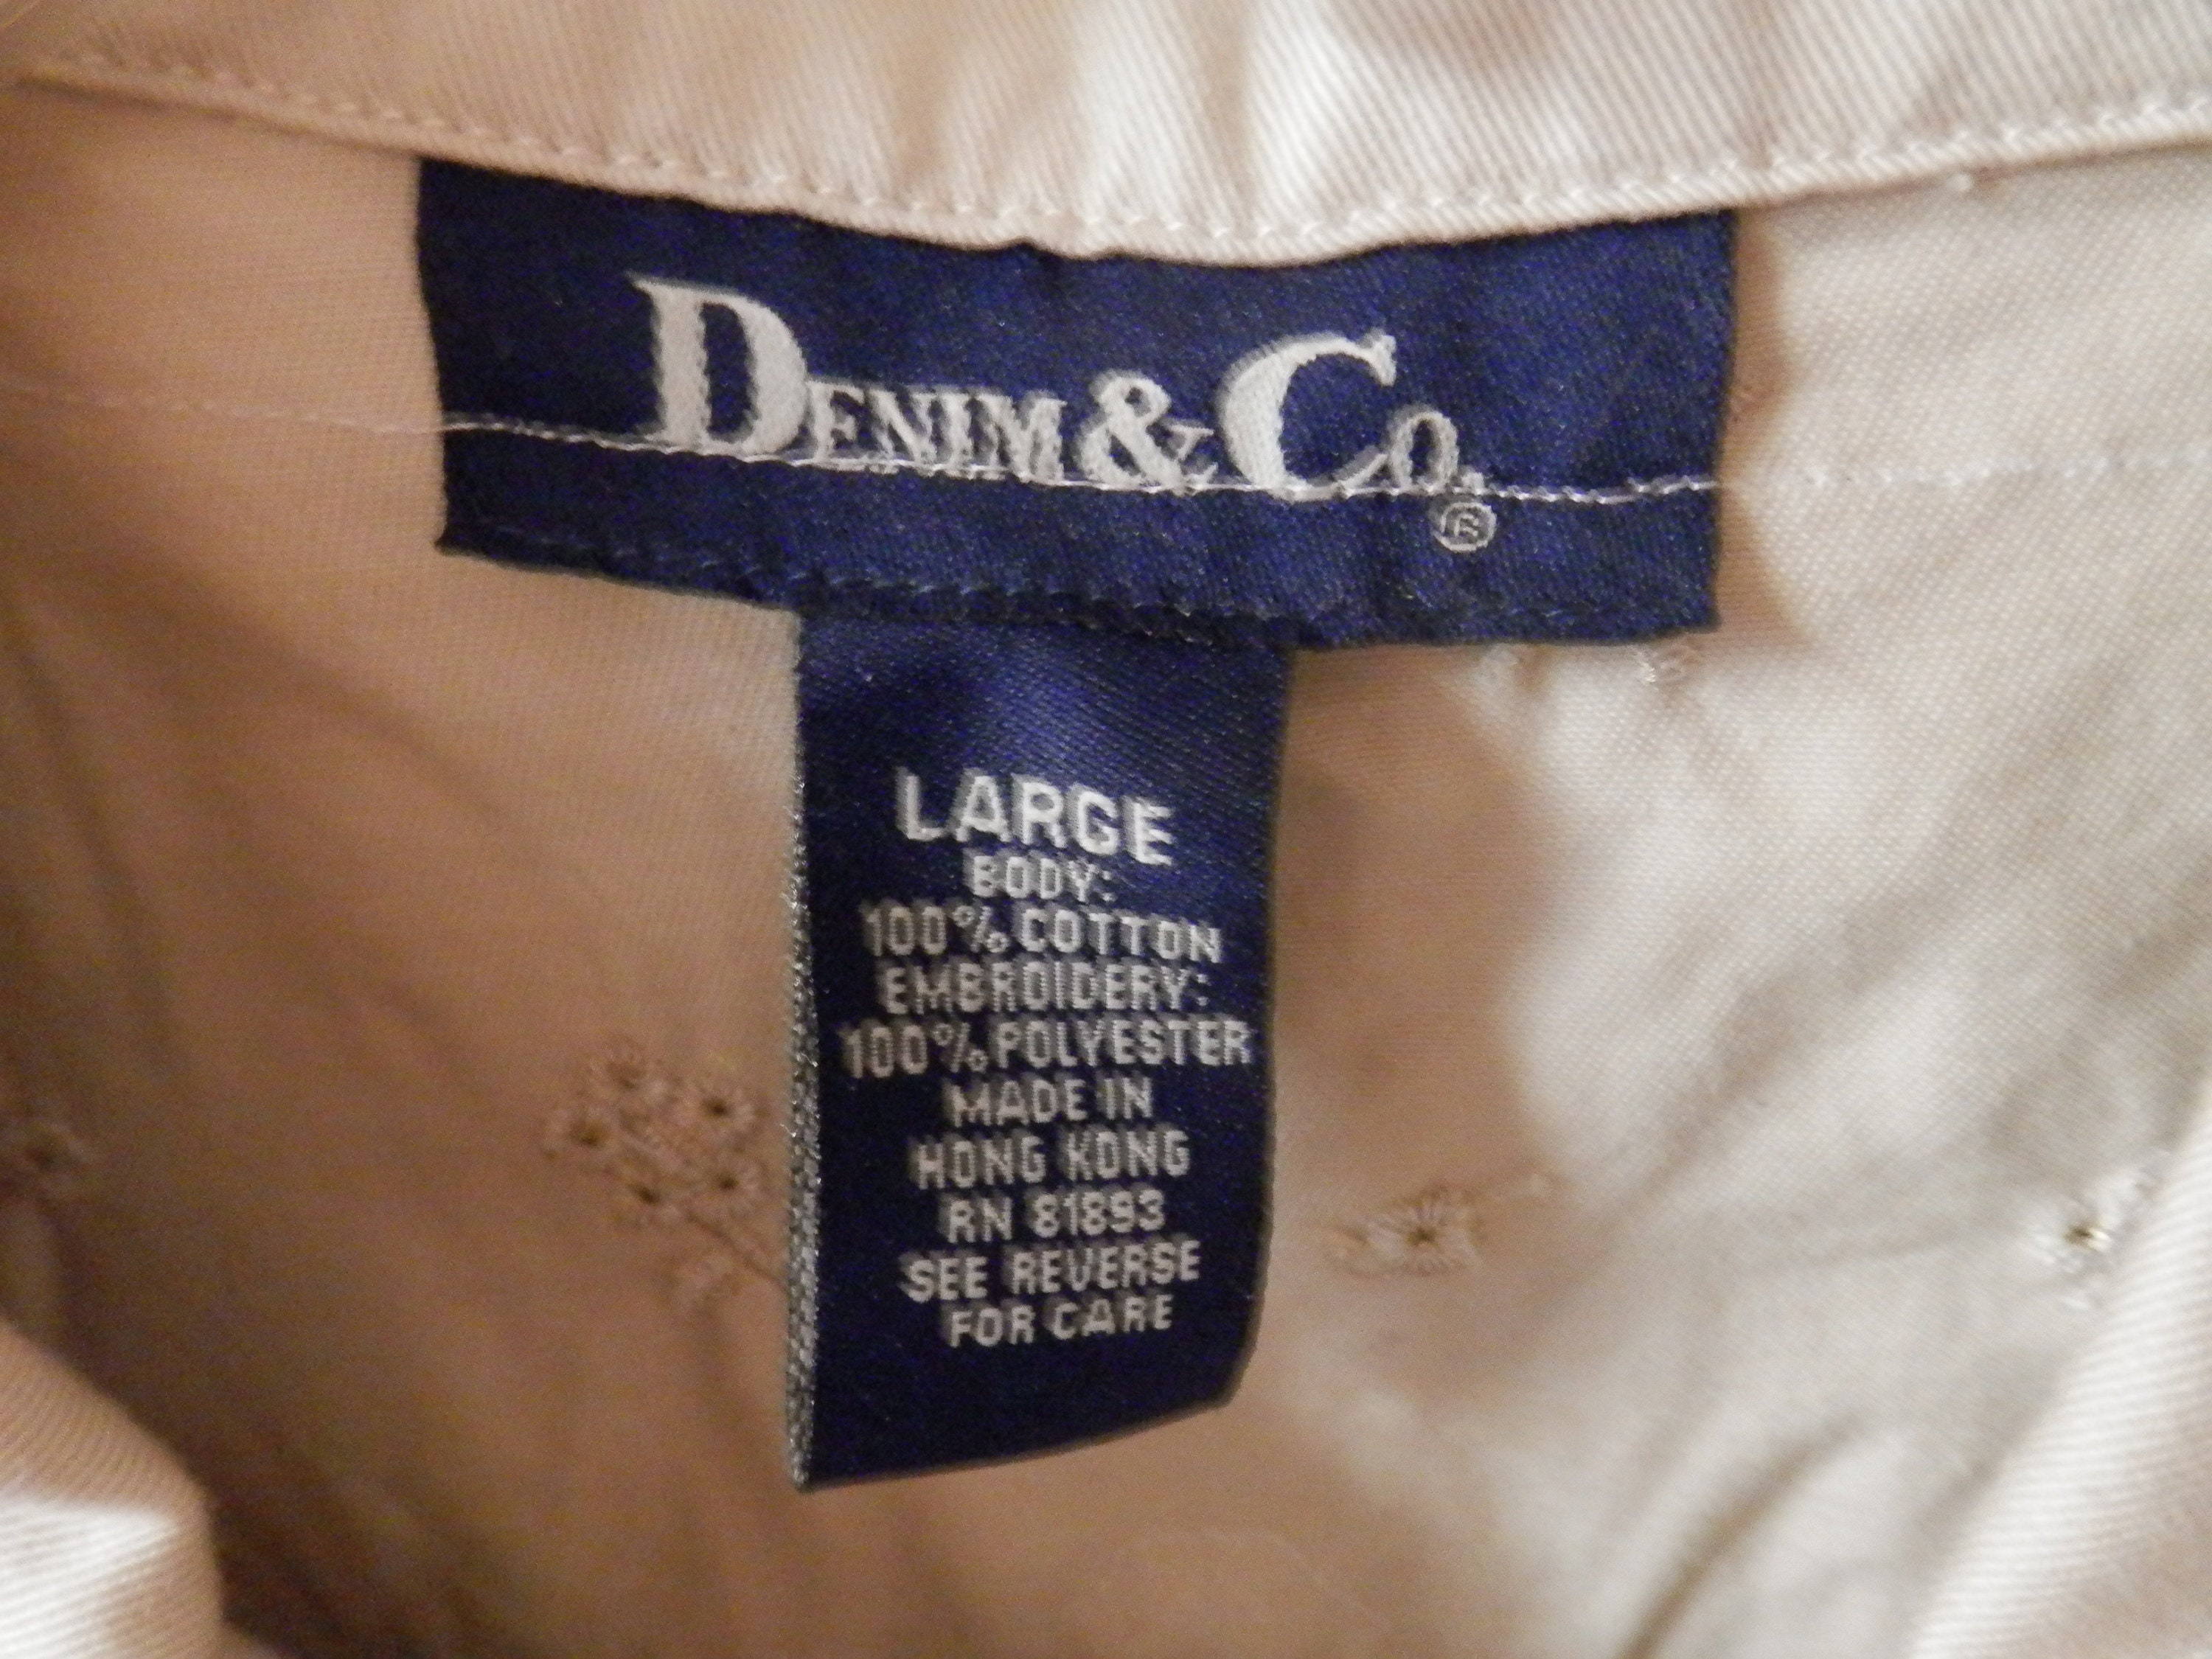 DENIM & CO.®
LARGE
BODY:
100% COTTON
EMBROIDERY:
100% POLYESTER
MADE IN
HONG KONG
RN 81893
SEE REVERSE
FOR CARE